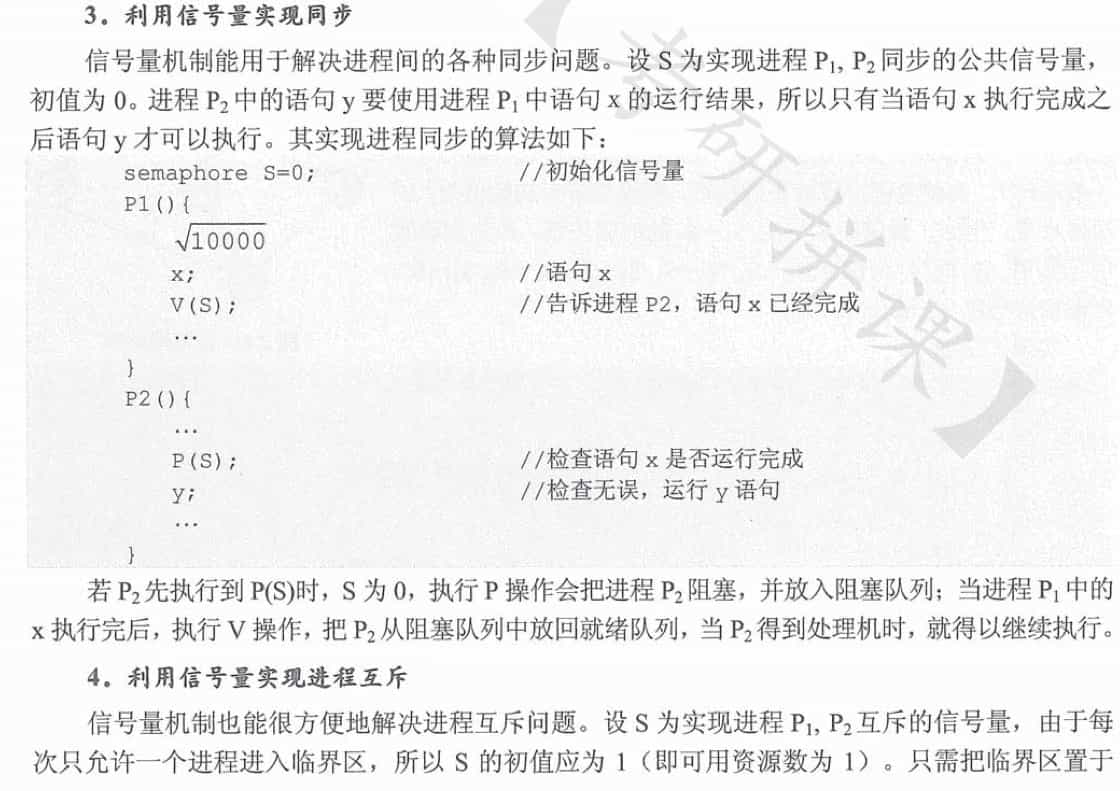 3。利用信号量实现同步
信号量机制能用于解决进程间的各种同步问题。设 S 为实现进程 P₁, P₂ 同步的公共信号量，
初值为 0。进程 P₂ 中的语句 y 要使用进程 P₁ 中语句 x 的运行结果，所以只有当语句 x 执行完成之
后语句 y 才可以执行。其实现进程同步的算法如下：
semaphore S=0; //初始化信号量
P1(){
√10000
x; //语句 x
V(S); //告诉进程 P2，语句 x 已经完成
…
}
P2(){
…
P(S); //检查语句 x 是否运行完成
y; //检查无误，运行 y 语句
…
}
若 P₂ 先执行到 P(S)时，S 为 0，执行 P 操作会把进程 P₂ 阻塞，并放入阻塞队列；当进程 P₁ 中的
x 执行完后，执行 V 操作，把 P₂ 从阻塞队列中放回就绪队列，当 P₂ 得到处理机时，就得以继续执行。
4。利用信号量实现进程互斥
信号量机制也能很方便地解决进程互斥问题。设 S 为实现进程 P₁, P₂ 互斥的信号量，由于每
次只允许一个进程进入临界区，所以 S 的初值应为 1（即可用资源数为 1）。只需把临界区置于
【考研拼课】